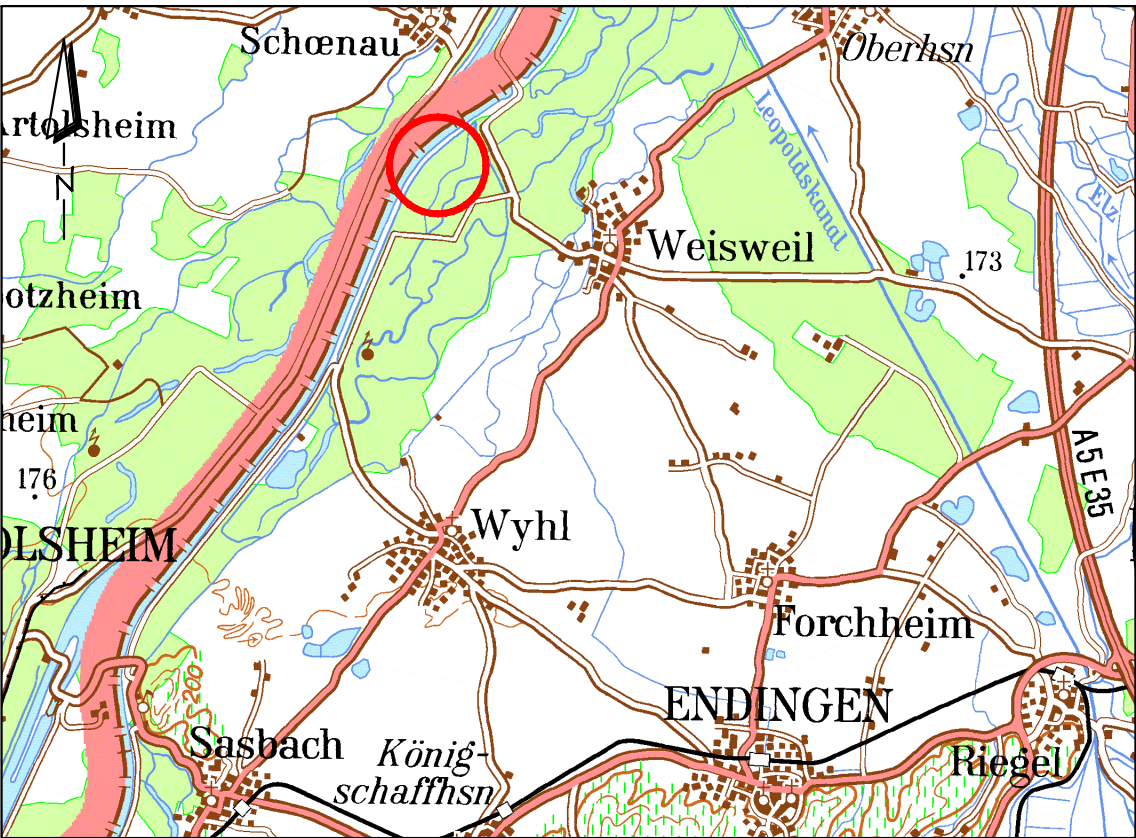 Schœnau
Oberhsn
Artolsheim
N
Leopoldskanal
Elz
Weisweil
173
otzheim
heim
176
A5 E35
OLSHEIM
Wyhl
Forchheim
200
ENDINGEN
Sasbach
König-
schaffhsn
Riegel